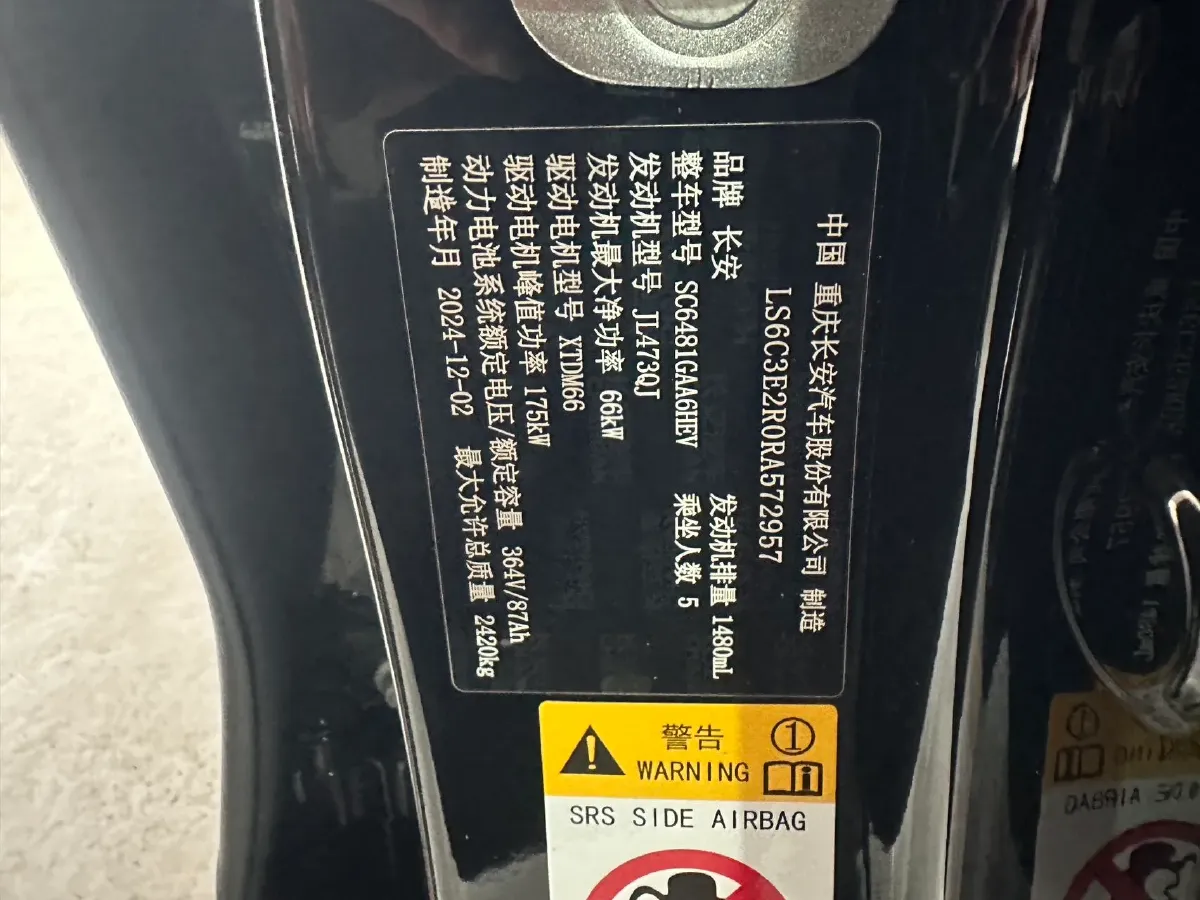 中国 重庆长安汽车股份有限公司 制造
LS6C3E2R0RA572957
品牌 长安 发动机排量 1480mL
整车型号 SC6481GAA6HEV 乘坐人数 5
发动机型号 JL473QJ
发动机最大净功率 66kW
驱动电机型号 XTDM66
驱动电机峰值功率 175kW
动力电池系统额定电压/额定容量 364V/87Ah
制造年月 2024-12-02 最大允许总质量 2420kg
警告 1
WARNING i
SRS SIDE AIRBAG